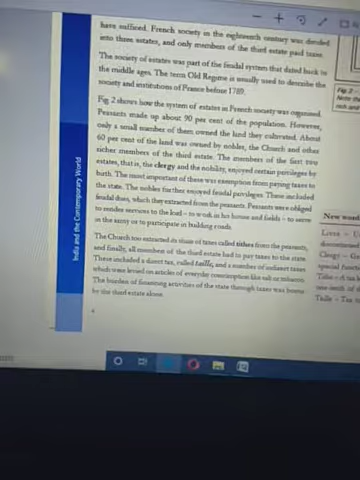 have sufficed. French society in the eighteenth century was divided
into three estates, and only members of the third estate paid taxes.
The society of estates was part of the feudal system that dated back to
the middle ages. The term Old Regime is usually used to describe the
society and institutions of France before 1789.
Fig. 2 shows how the system of estates in French society was organised.
Peasants made up about 90 per cent of the population. However,
only a small number of them owned the land they cultivated. About
60 per cent of the land was owned by nobles, the Church and other
richer members of the third estate. The members of the first two
estates, that is, the clergy and the nobility, enjoyed certain privileges by
birth. The most important of these was exemption from paying taxes to
the state. The nobles further enjoyed feudal privileges. These included
feudal dues, which they extracted from the peasants. Peasants were obliged
to render services to the lord – to work in his house and fields – to serve
in the army or to participate in building roads.
The Church too extracted its share of taxes called tithes from the peasants,
and finally, all members of the third estate had to pay taxes to the state.
These included a direct tax, called taille, and a number of indirect taxes
which were levied on articles of everyday consumption like salt or tobacco.
The burden of financing activities of the state through taxes was borne
by the third estate alone.
India and the Contemporary World
4
Fig. 2 –
Note
New word
Livres –
Clergy –
special
Tithe – A ta
one-tenth of
Taille – Tax